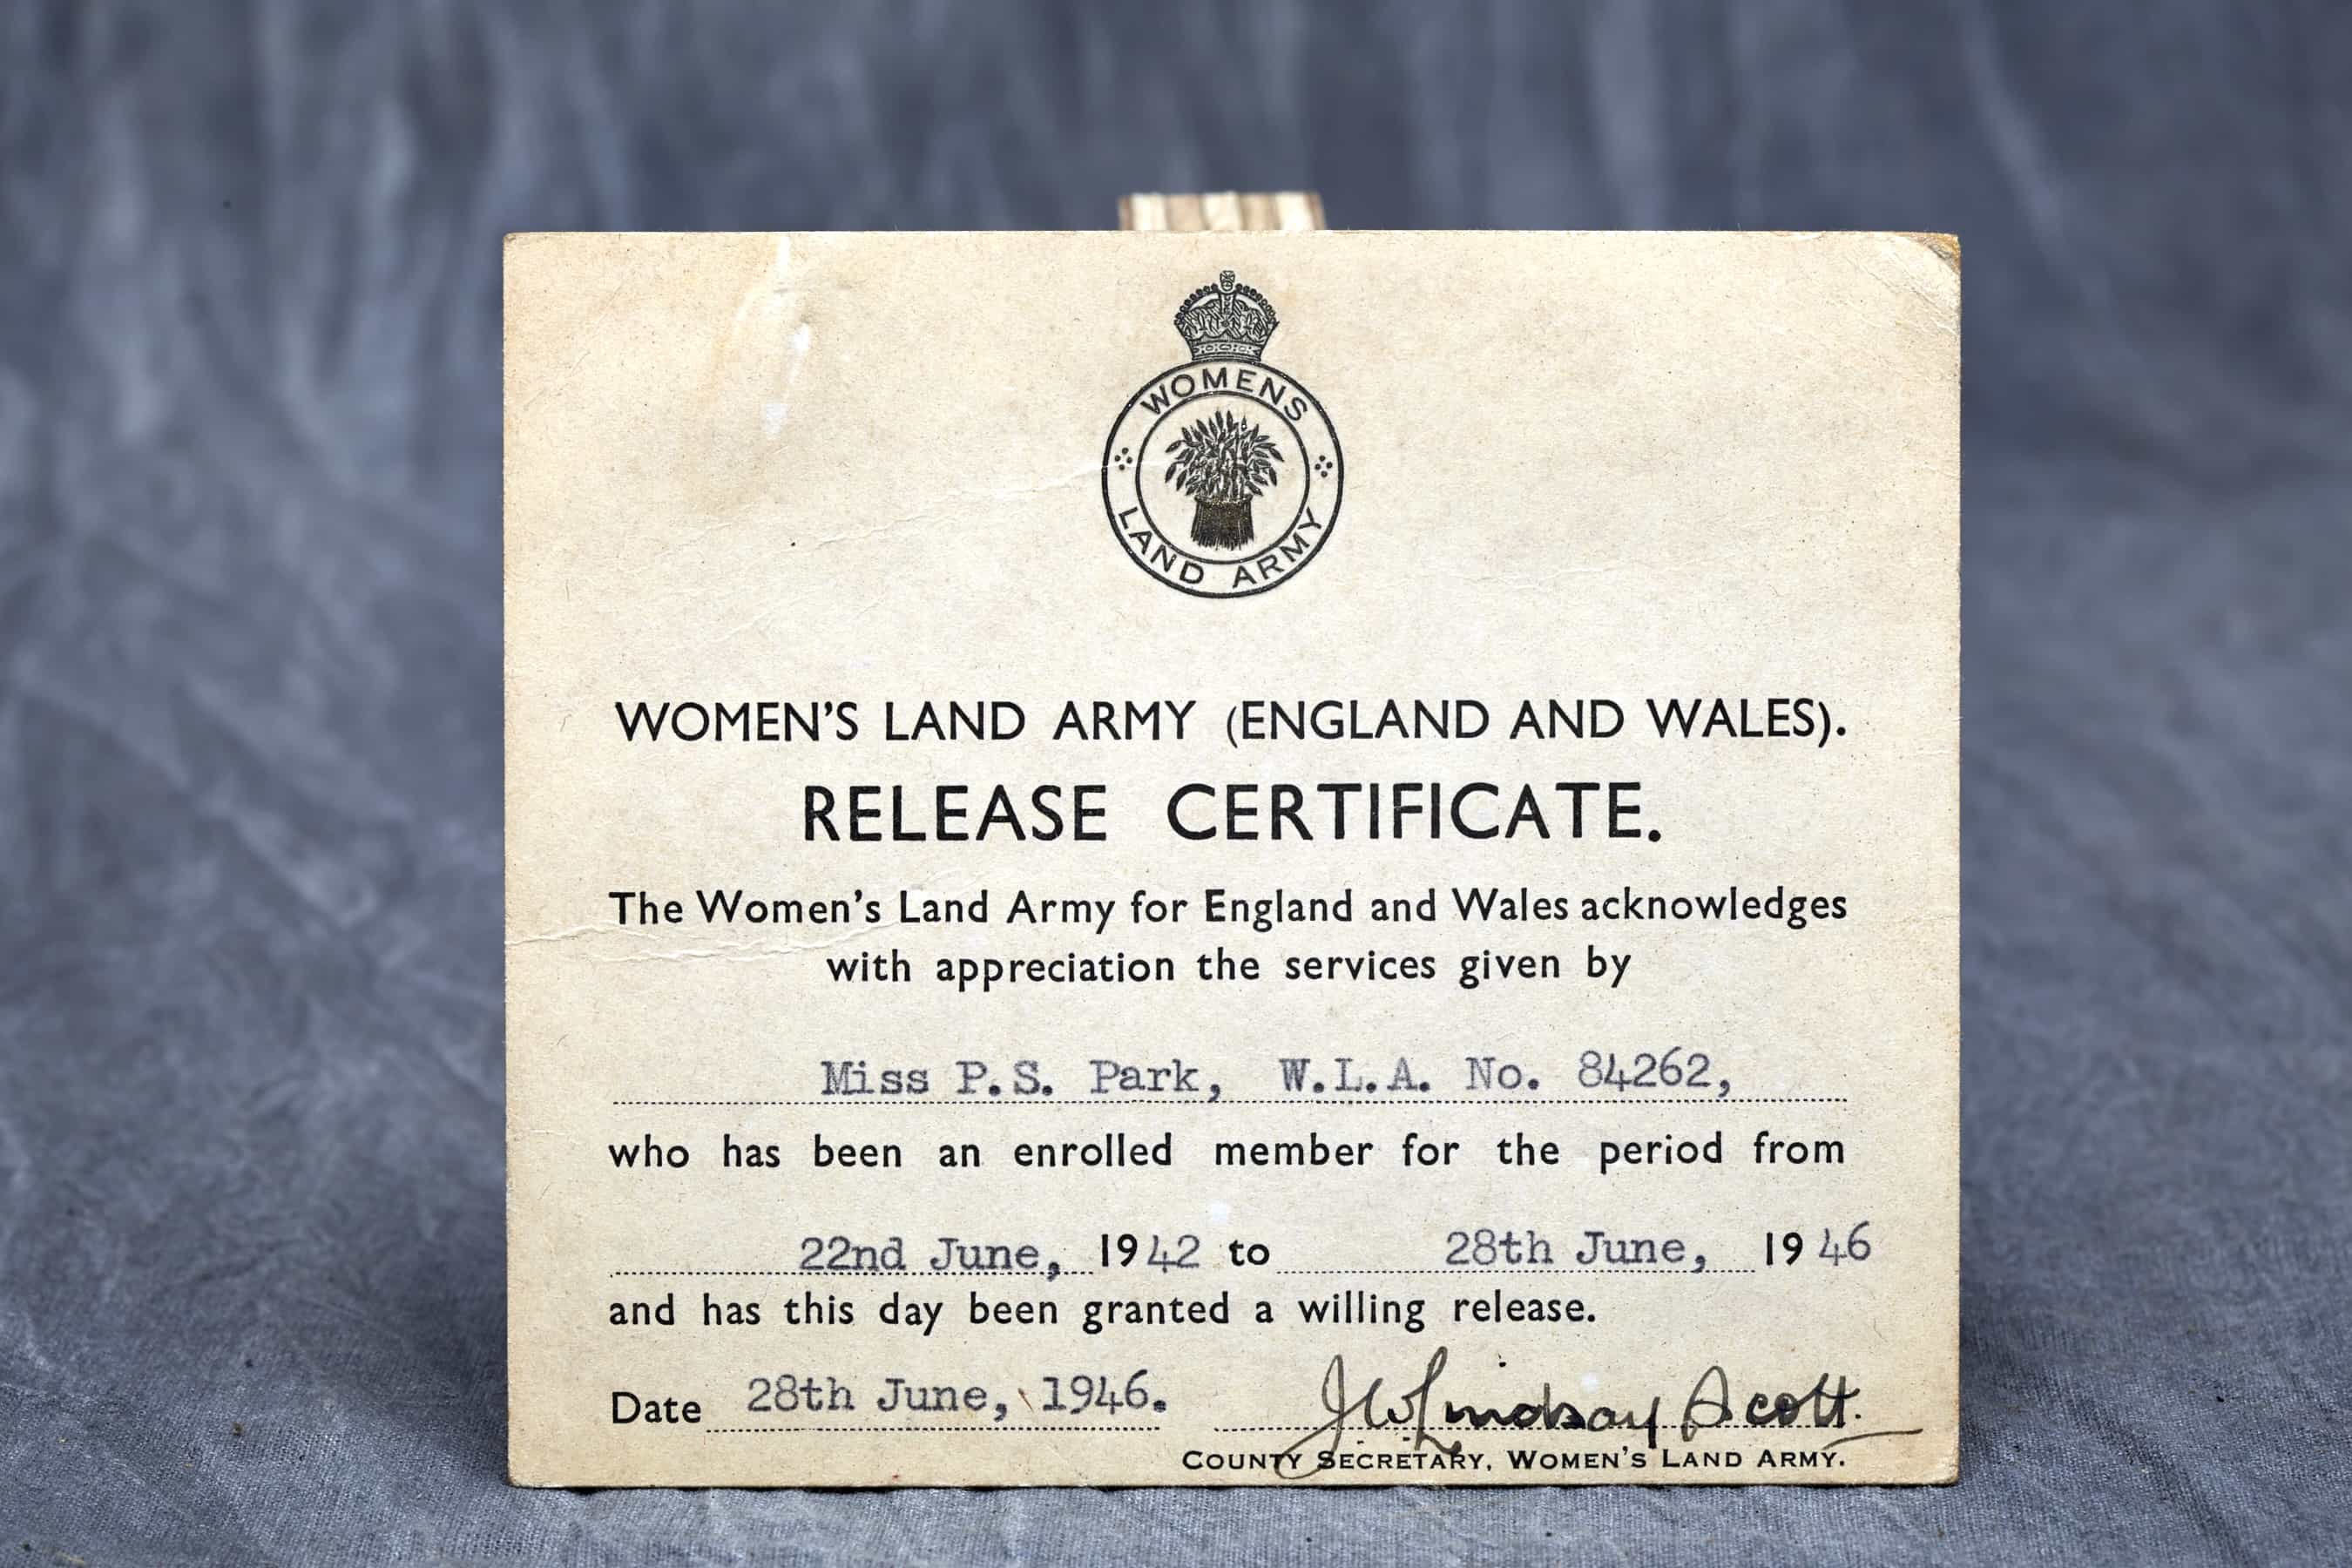 WOMENS
LAND ARMY
WOMEN'S LAND ARMY (ENGLAND AND WALES).
RELEASE CERTIFICATE.
The Women's Land Army for England and Wales acknowledges
with appreciation the services given by
Miss P.S. Park, W.L.A. No. 84262,
who has been an enrolled member for the period from
22nd June, 1942 to 28th June, 1946
and has this day been granted a willing release.
Date 28th June, 1946. J W Lindsay Scott.
COUNTY SECRETARY, WOMEN'S LAND ARMY.